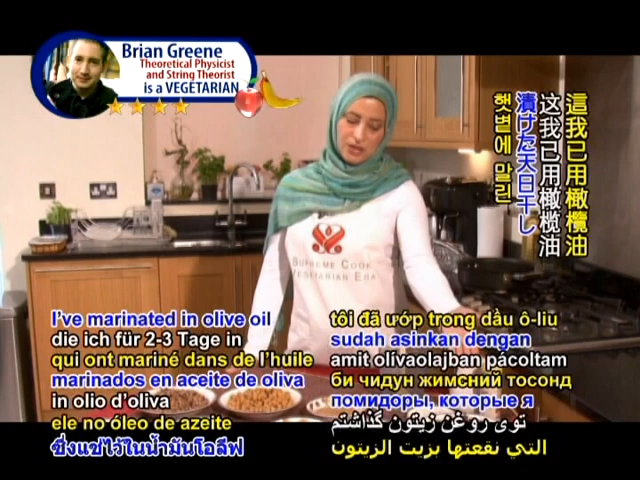 Brian Greene
Theoretical Physicist
and String Theorist
is a VEGETARIAN
這我已用橄欖油
这我已用橄榄油
漬けた天日干し
햇볕에 말린
SUPREME COOK
VEGETARIAN ERA
I've marinated in olive oil
die ich für 2-3 Tage in
qui ont mariné dans de l'huile
marinados en aceite de oliva
in olio d'oliva
ele no óleo de azeite
ซึ่งแช่ไว้ในน้ำมันโอลีฟ
tôi đã ướp trong dầu ô-liu
sudah asinkan dengan
amit olívaolajban pácoltam
би чидун жимсний тосонд
помидоры, которые я
توی روغن زیتون گذاشتم
التي نقعتها بزيت الزيتون